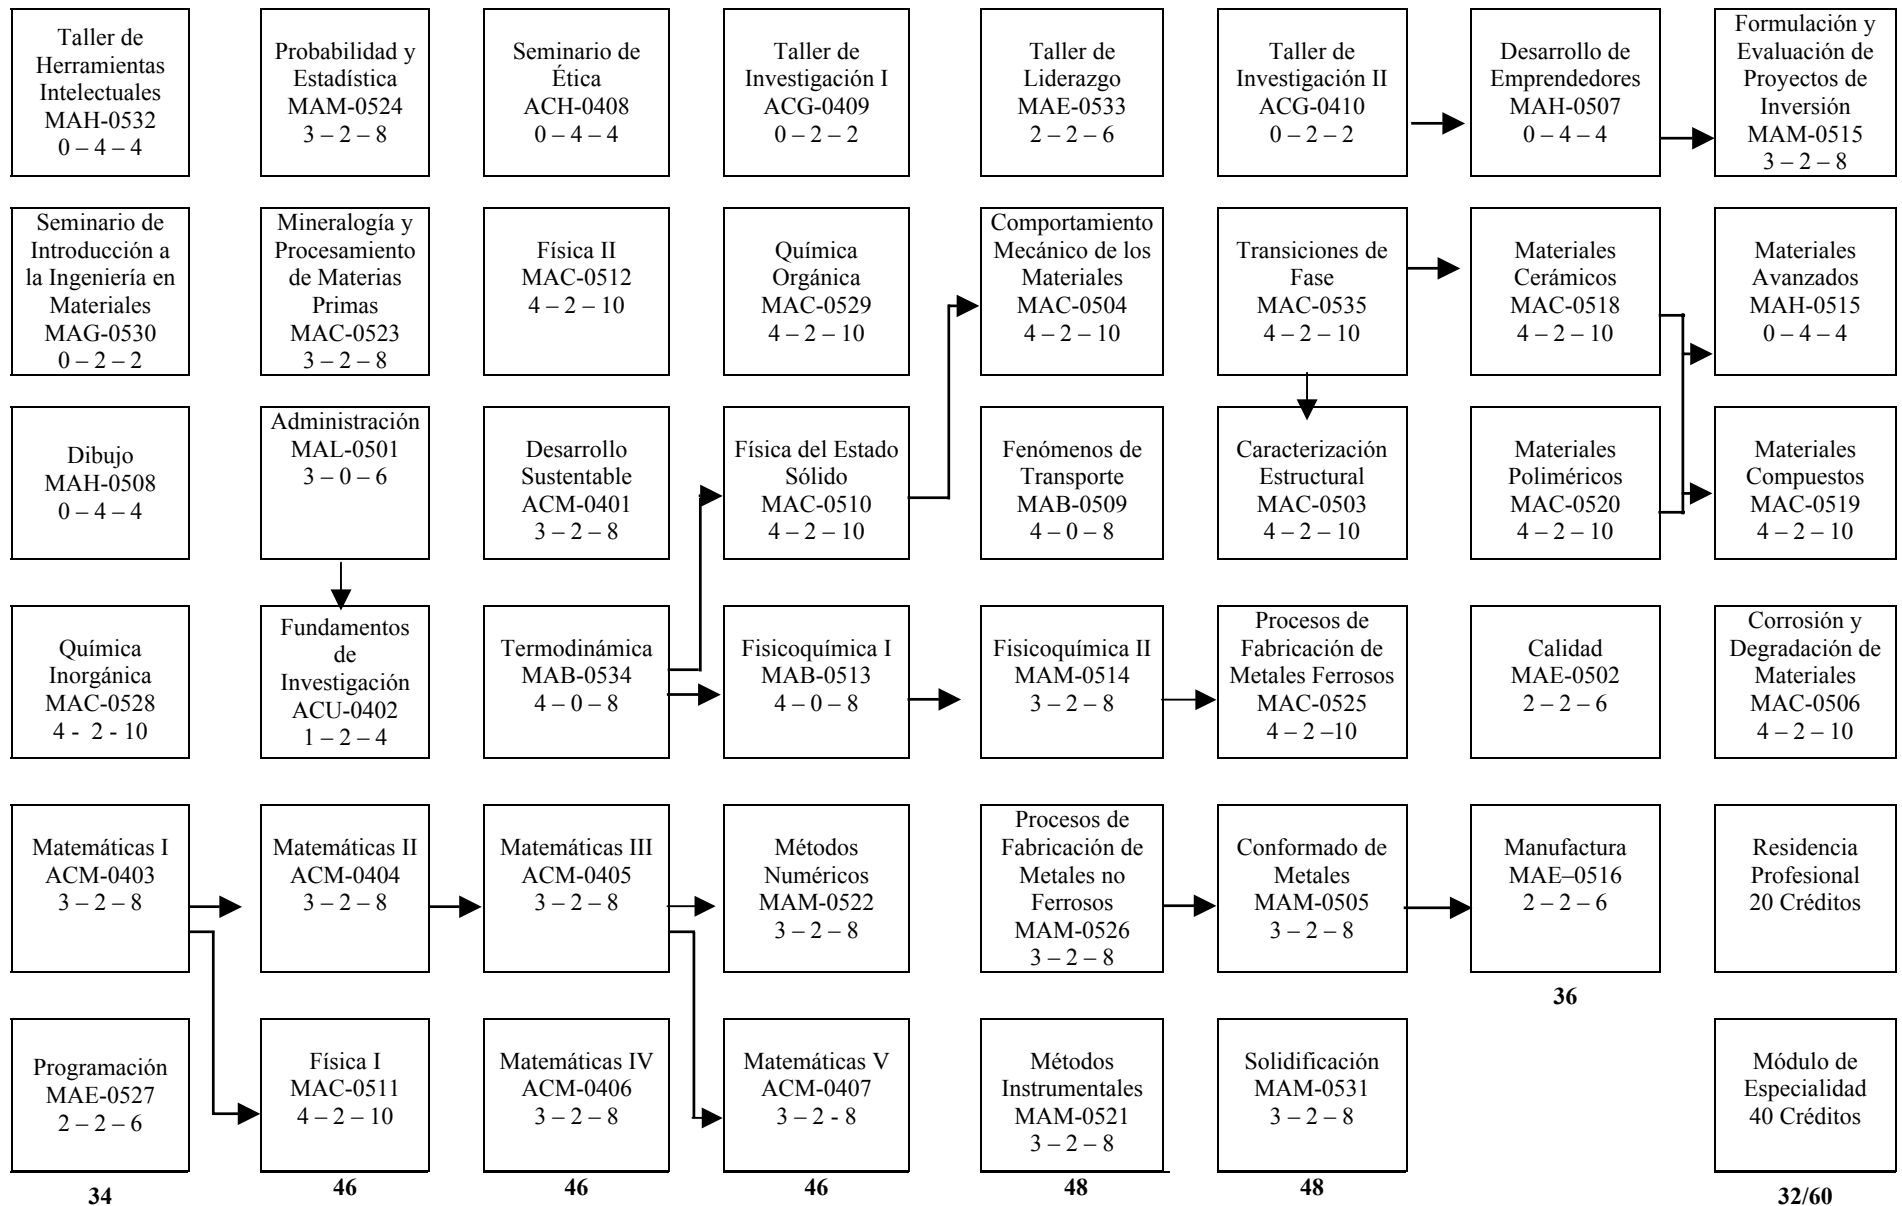 Taller de
Herramientas
Intelectuales
MAH-0532
0 – 4 – 4
Probabilidad y
Estadística
MAM-0524
3 – 2 – 8
Seminario de
Ética
ACH-0408
0 – 4 – 4
Taller de
Investigación I
ACG-0409
0 – 2 – 2
Taller de
Liderazgo
MAE-0533
2 – 2 – 6
Taller de
Investigación II
ACG-0410
0 – 2 – 2
Desarrollo de
Emprendedores
MAH-0507
0 – 4 – 4
Formulación y
Evaluación de
Proyectos de
Inversión
MAM-0515
3 – 2 – 8
Seminario de
Introducción a
la Ingeniería en
Materiales
MAG-0530
0 – 2 – 2
Mineralogía y
Procesamiento
de Materias
Primas
MAC-0523
3 – 2 – 8
Física II
MAC-0512
4 – 2 – 10
Química
Orgánica
MAC-0529
4 – 2 – 10
Comportamiento
Mecánico de los
Materiales
MAC-0504
4 – 2 – 10
Transiciones de
Fase
MAC-0535
4 – 2 – 10
Materiales
Cerámicos
MAC-0518
4 – 2 – 10
Materiales
Avanzados
MAH-0515
0 – 4 – 4
Dibujo
MAH-0508
0 – 4 – 4
Administración
MAL-0501
3 – 0 – 6
Desarrollo
Sustentable
ACM-0401
3 – 2 – 8
Física del Estado
Sólido
MAC-0510
4 – 2 – 10
Fenómenos de
Transporte
MAB-0509
4 – 0 – 8
Caracterización
Estructural
MAC-0503
4 – 2 – 10
Materiales
Poliméricos
MAC-0520
4 – 2 – 10
Materiales
Compuestos
MAC-0519
4 – 2 – 10
Química
Inorgánica
MAC-0528
4 - 2 - 10
Fundamentos
de
Investigación
ACU-0402
1 – 2 – 4
Termodinámica
MAB-0534
4 – 0 – 8
Fisicoquímica I
MAB-0513
4 – 0 – 8
Fisicoquímica II
MAM-0514
3 – 2 – 8
Procesos de
Fabricación de
Metales Ferrosos
MAC-0525
4 – 2 –10
Calidad
MAE-0502
2 – 2 – 6
Corrosión y
Degradación de
Materiales
MAC-0506
4 – 2 – 10
Matemáticas I
ACM-0403
3 – 2 – 8
Matemáticas II
ACM-0404
3 – 2 – 8
Matemáticas III
ACM-0405
3 – 2 – 8
Métodos
Numéricos
MAM-0522
3 – 2 – 8
Procesos de
Fabricación de
Metales no
Ferrosos
MAM-0526
3 – 2 – 8
Conformado de
Metales
MAM-0505
3 – 2 – 8
Manufactura
MAE–0516
2 – 2 – 6
Residencia
Profesional
20 Créditos
36
Programación
MAE-0527
2 – 2 – 6
Física I
MAC-0511
4 – 2 – 10
Matemáticas IV
ACM-0406
3 – 2 – 8
Matemáticas V
ACM-0407
3 – 2 - 8
Métodos
Instrumentales
MAM-0521
3 – 2 – 8
Solidificación
MAM-0531
3 – 2 – 8
Módulo de
Especialidad
40 Créditos
34
46
46
46
48
48
32/60